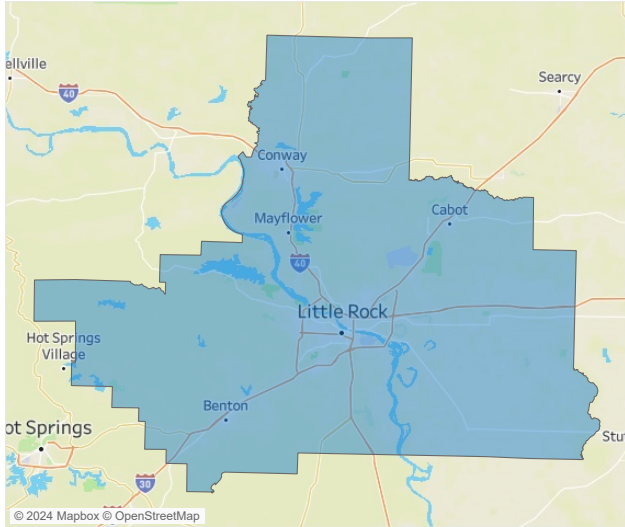 ellville
40
Searcy
Conway
Mayflower
Cabot
40
Little Rock
Hot Springs
Village
Benton
ot Springs
Stu
30
© 2024 Mapbox © OpenStreetMap